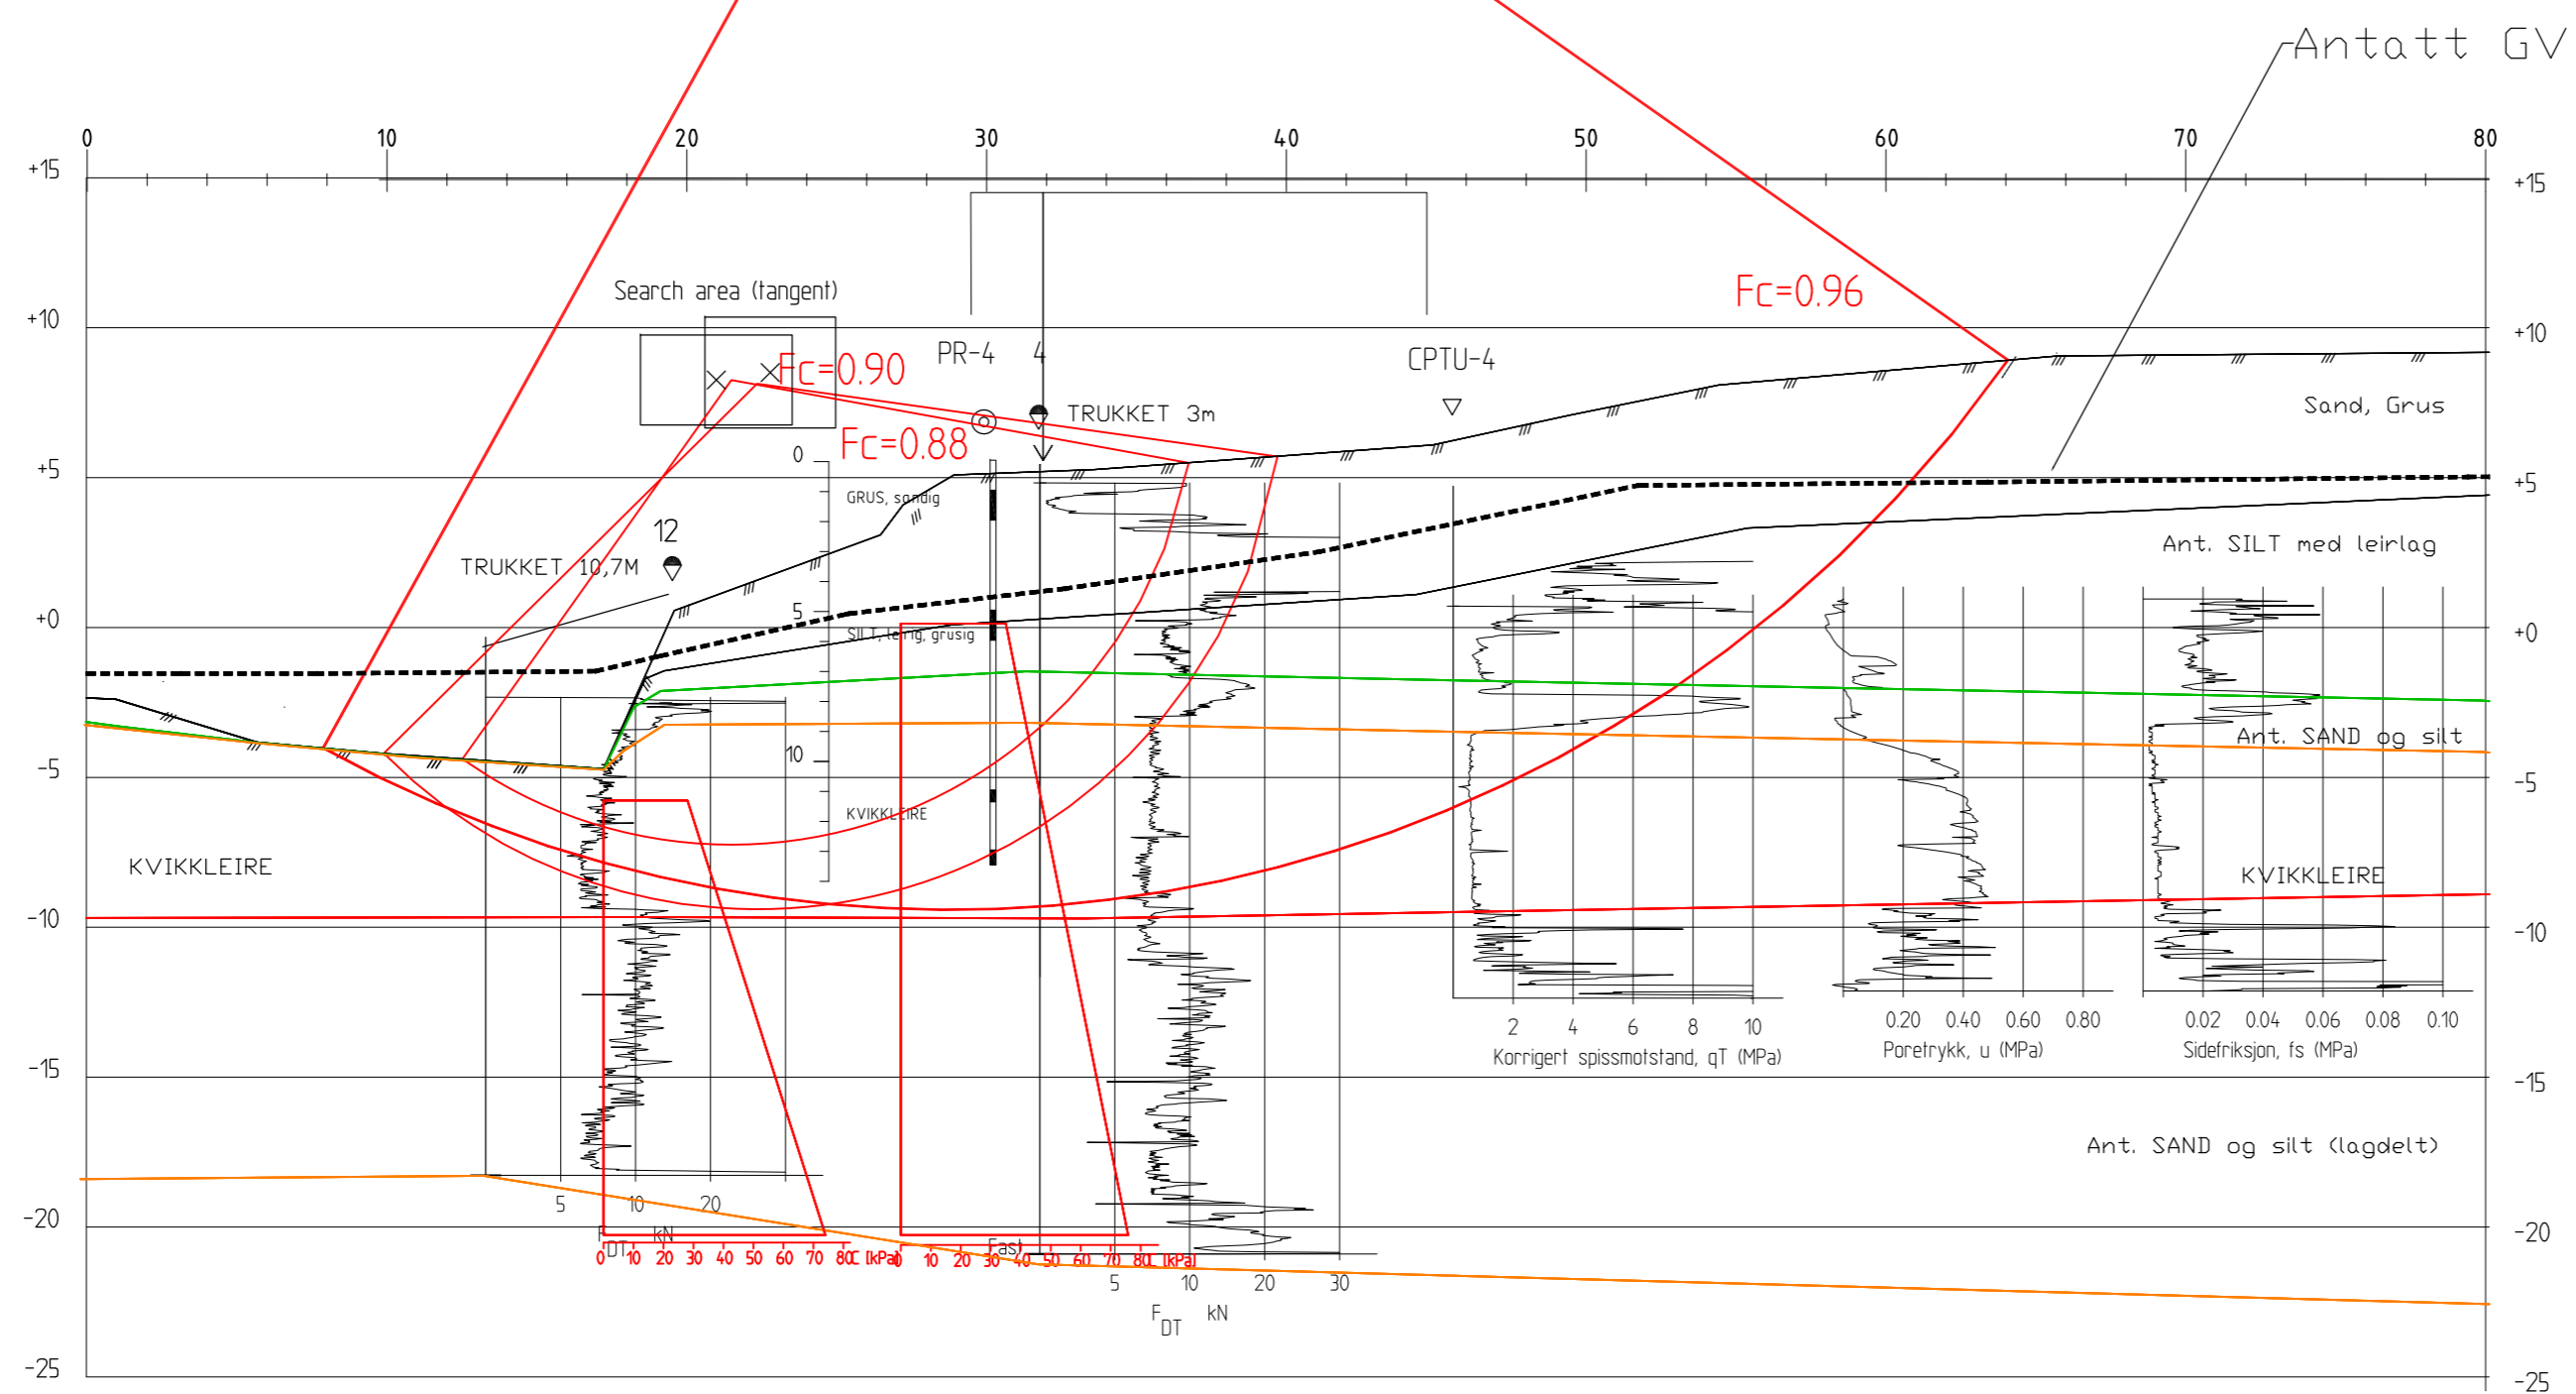 Antatt GV
0 10 20 30 40 50 60 70 80
+15 +15
Search area (tangent)
Fc=0.96
+10 +10
PR-4 4 CPTU-4
Fc=0.90
TRUKKET 3m
Sand, Grus
Fc=0.88
0
+5 +5
GRUS, sandig
12
TRUKKET 10,7M
Ant. SILT med leirlag
5
+0 +0
SILT, leirig, grusig
Ant. SAND og silt
10
-5 -5
KVIKKLEIRE
KVIKKLEIRE KVIKKLEIRE
-10 -10
2 4 6 8 10 0.20 0.40 0.60 0.80 0.02 0.04 0.06 0.08 0.10
Korrigert spissmotstand, qT (MPa) Poretrykk, u (MPa) Sidefriksjon, fs (MPa)
-15 -15
Ant. SAND og silt (lagdelt)
5 10 20
-20 -20
FDT kN
Fast
0 10 20 30 40 50 60 70 80 C (kPa)
0 10 20 30 40 50 60 70 80 C (kPa)
5 10 20 30
FDT kN
-25 -25